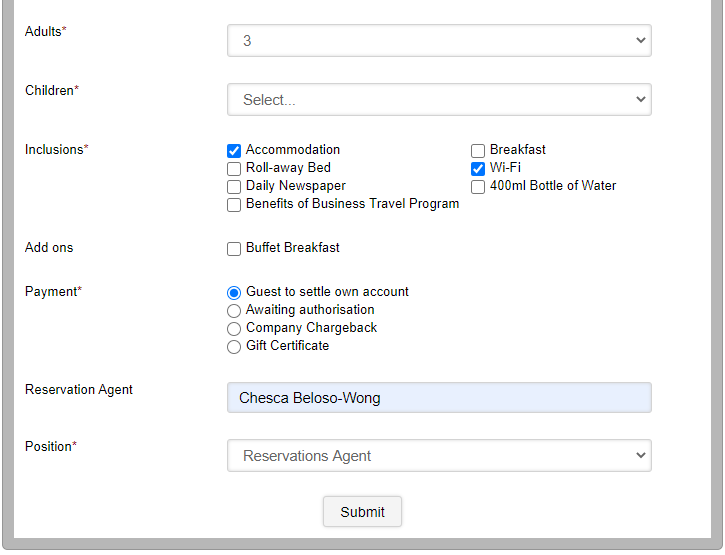 Adults*
3
Children*
Select...
Inclusions*
Accommodation
Breakfast
Roll-away Bed
Wi-Fi
Daily Newspaper
400ml Bottle of Water
Benefits of Business Travel Program
Add ons
Buffet Breakfast
Payment*
Guest to settle own account
Awaiting authorisation
Company Chargeback
Gift Certificate
Reservation Agent
Chesca Beloso-Wong
Position*
Reservations Agent
Submit